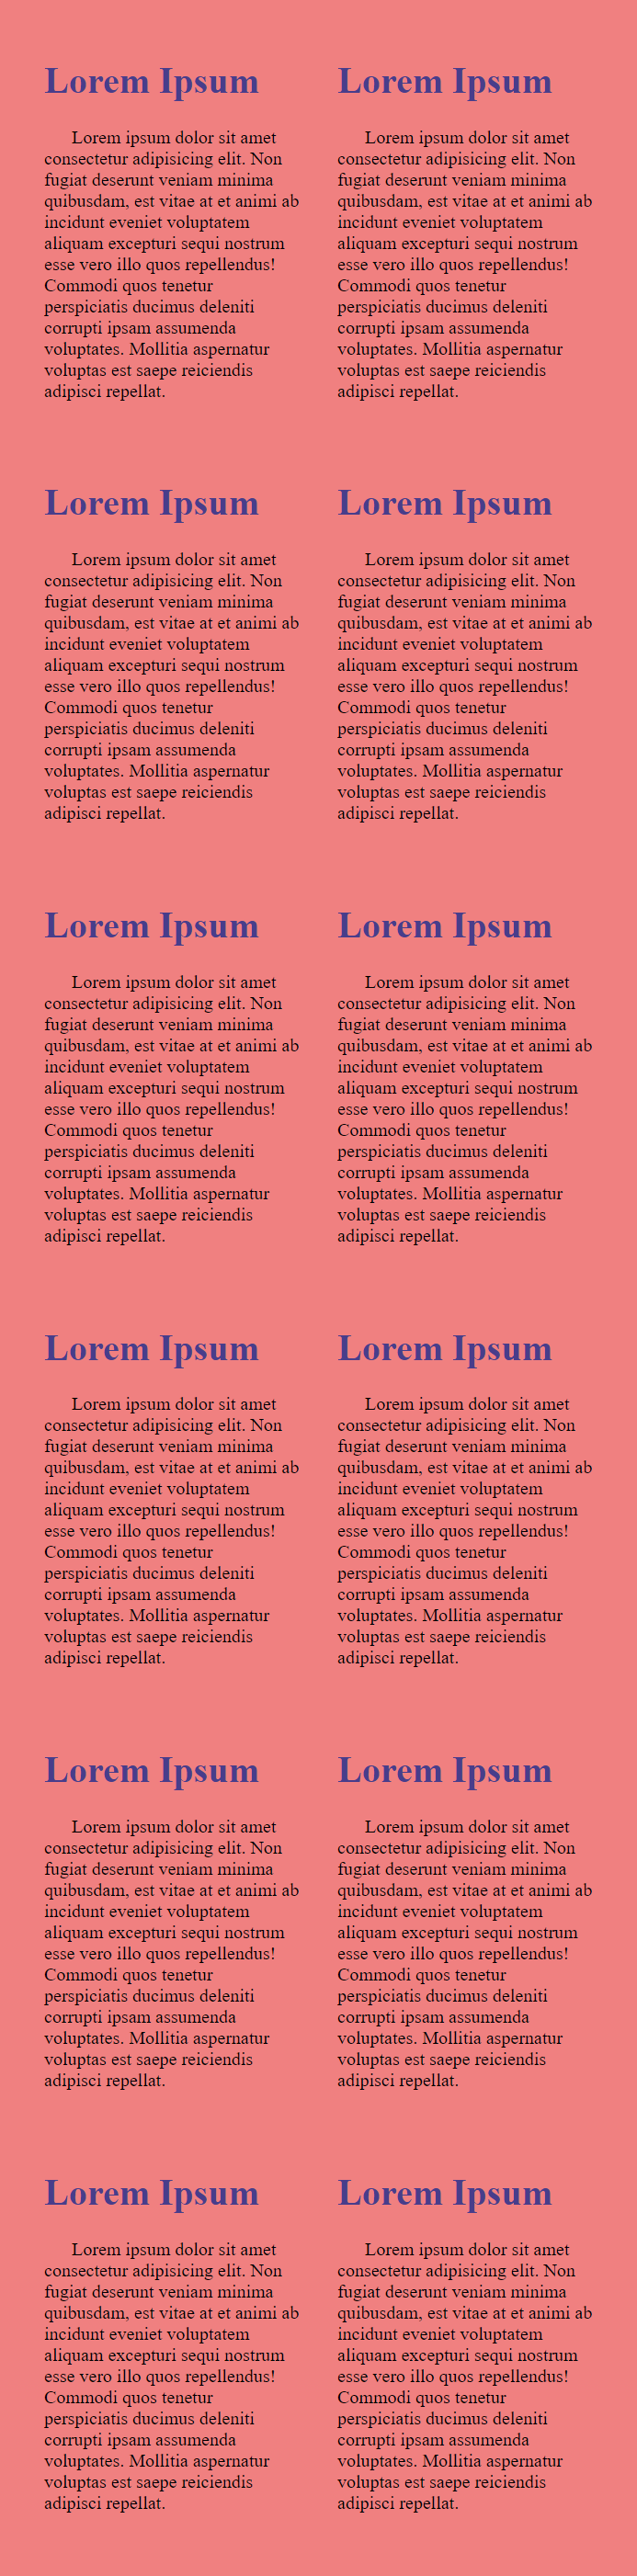 Lorem Ipsum
Lorem ipsum dolor sit amet
consectetur adipisicing elit. Non
fugiat deserunt veniam minima
quibusdam, est vitae at et animi ab
incidunt eveniet voluptatem
aliquam excepturi sequi nostrum
esse vero illo quos repellendus!
Commodi quos tenetur
perspiciatis ducimus deleniti
corrupti ipsam assumenda
voluptates. Mollitia aspernatur
voluptas est saepe reiciendis
adipisci repellat.
Lorem Ipsum
Lorem ipsum dolor sit amet
consectetur adipisicing elit. Non
fugiat deserunt veniam minima
quibusdam, est vitae at et animi ab
incidunt eveniet voluptatem
aliquam excepturi sequi nostrum
esse vero illo quos repellendus!
Commodi quos tenetur
perspiciatis ducimus deleniti
corrupti ipsam assumenda
voluptates. Mollitia aspernatur
voluptas est saepe reiciendis
adipisci repellat.
Lorem Ipsum
Lorem ipsum dolor sit amet
consectetur adipisicing elit. Non
fugiat deserunt veniam minima
quibusdam, est vitae at et animi ab
incidunt eveniet voluptatem
aliquam excepturi sequi nostrum
esse vero illo quos repellendus!
Commodi quos tenetur
perspiciatis ducimus deleniti
corrupti ipsam assumenda
voluptates. Mollitia aspernatur
voluptas est saepe reiciendis
adipisci repellat.
Lorem Ipsum
Lorem ipsum dolor sit amet
consectetur adipisicing elit. Non
fugiat deserunt veniam minima
quibusdam, est vitae at et animi ab
incidunt eveniet voluptatem
aliquam excepturi sequi nostrum
esse vero illo quos repellendus!
Commodi quos tenetur
perspiciatis ducimus deleniti
corrupti ipsam assumenda
voluptates. Mollitia aspernatur
voluptas est saepe reiciendis
adipisci repellat.
Lorem Ipsum
Lorem ipsum dolor sit amet
consectetur adipisicing elit. Non
fugiat deserunt veniam minima
quibusdam, est vitae at et animi ab
incidunt eveniet voluptatem
aliquam excepturi sequi nostrum
esse vero illo quos repellendus!
Commodi quos tenetur
perspiciatis ducimus deleniti
corrupti ipsam assumenda
voluptates. Mollitia aspernatur
voluptas est saepe reiciendis
adipisci repellat.
Lorem Ipsum
Lorem ipsum dolor sit amet
consectetur adipisicing elit. Non
fugiat deserunt veniam minima
quibusdam, est vitae at et animi ab
incidunt eveniet voluptatem
aliquam excepturi sequi nostrum
esse vero illo quos repellendus!
Commodi quos tenetur
perspiciatis ducimus deleniti
corrupti ipsam assumenda
voluptates. Mollitia aspernatur
voluptas est saepe reiciendis
adipisci repellat.
Lorem Ipsum
Lorem ipsum dolor sit amet
consectetur adipisicing elit. Non
fugiat deserunt veniam minima
quibusdam, est vitae at et animi ab
incidunt eveniet voluptatem
aliquam excepturi sequi nostrum
esse vero illo quos repellendus!
Commodi quos tenetur
perspiciatis ducimus deleniti
corrupti ipsam assumenda
voluptates. Mollitia aspernatur
voluptas est saepe reiciendis
adipisci repellat.
Lorem Ipsum
Lorem ipsum dolor sit amet
consectetur adipisicing elit. Non
fugiat deserunt veniam minima
quibusdam, est vitae at et animi ab
incidunt eveniet voluptatem
aliquam excepturi sequi nostrum
esse vero illo quos repellendus!
Commodi quos tenetur
perspiciatis ducimus deleniti
corrupti ipsam assumenda
voluptates. Mollitia aspernatur
voluptas est saepe reiciendis
adipisci repellat.
Lorem Ipsum
Lorem ipsum dolor sit amet
consectetur adipisicing elit. Non
fugiat deserunt veniam minima
quibusdam, est vitae at et animi ab
incidunt eveniet voluptatem
aliquam excepturi sequi nostrum
esse vero illo quos repellendus!
Commodi quos tenetur
perspiciatis ducimus deleniti
corrupti ipsam assumenda
voluptates. Mollitia aspernatur
voluptas est saepe reiciendis
adipisci repellat.
Lorem Ipsum
Lorem ipsum dolor sit amet
consectetur adipisicing elit. Non
fugiat deserunt veniam minima
quibusdam, est vitae at et animi ab
incidunt eveniet voluptatem
aliquam excepturi sequi nostrum
esse vero illo quos repellendus!
Commodi quos tenetur
perspiciatis ducimus deleniti
corrupti ipsam assumenda
voluptates. Mollitia aspernatur
voluptas est saepe reiciendis
adipisci repellat.
Lorem Ipsum
Lorem ipsum dolor sit amet
consectetur adipisicing elit. Non
fugiat deserunt veniam minima
quibusdam, est vitae at et animi ab
incidunt eveniet voluptatem
aliquam excepturi sequi nostrum
esse vero illo quos repellendus!
Commodi quos tenetur
perspiciatis ducimus deleniti
corrupti ipsam assumenda
voluptates. Mollitia aspernatur
voluptas est saepe reiciendis
adipisci repellat.
Lorem Ipsum
Lorem ipsum dolor sit amet
consectetur adipisicing elit. Non
fugiat deserunt veniam minima
quibusdam, est vitae at et animi ab
incidunt eveniet voluptatem
aliquam excepturi sequi nostrum
esse vero illo quos repellendus!
Commodi quos tenetur
perspiciatis ducimus deleniti
corrupti ipsam assumenda
voluptates. Mollitia aspernatur
voluptas est saepe reiciendis
adipisci repellat.